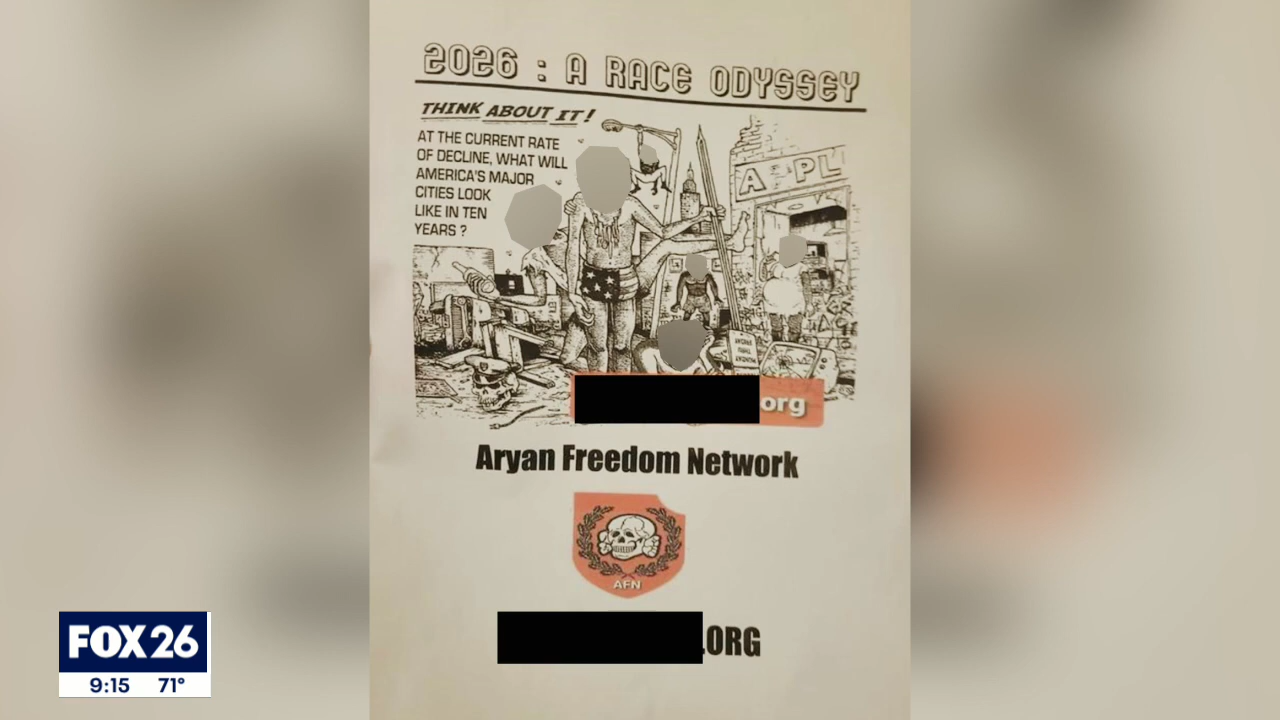 2026 : A RACE ODYSSEY
THINK ABOUT IT!
AT THE CURRENT RATE
OF DECLINE, WHAT WILL
AMERICA'S MAJOR
CITIES LOOK
LIKE IN TEN
YEARS ?
A PL
org
Aryan Freedom Network
AFN
.ORG
FOX 26
9:15 71°